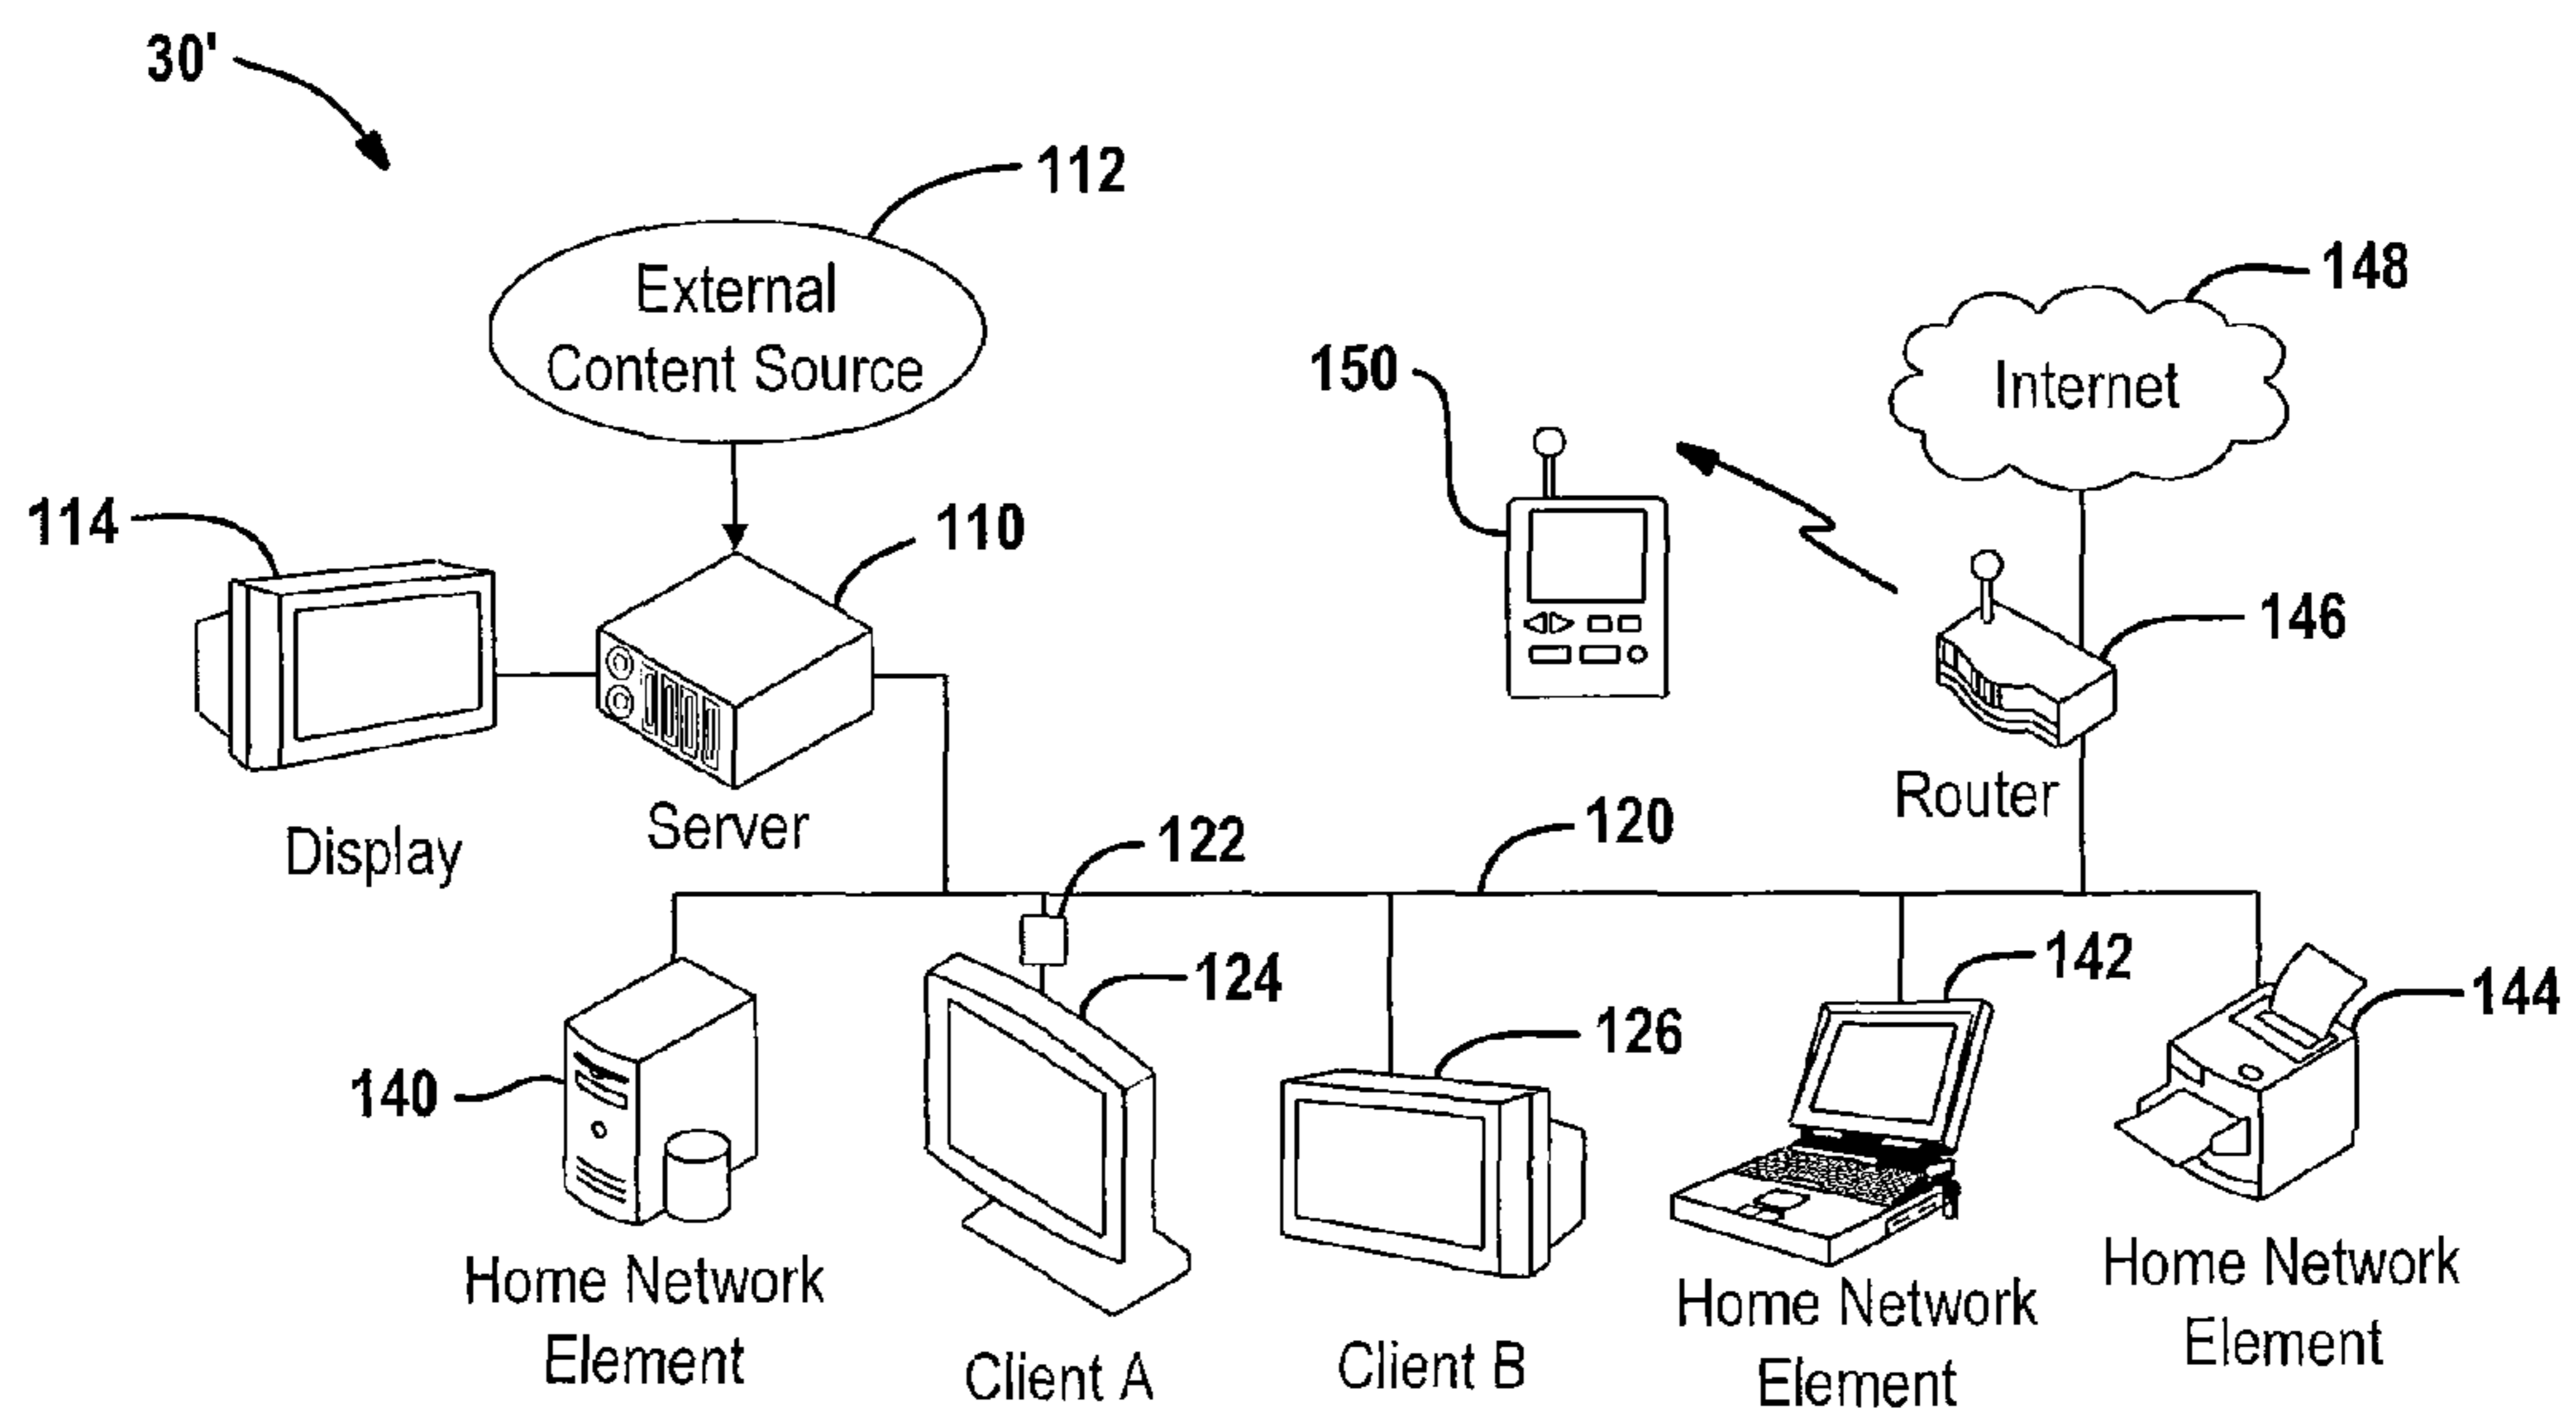 30'
112
External
Content Source
148
Internet
150
114
110
146
Display
Server
Router
122
120
124
142
144
126
140
Home Network
Element
Client A
Client B
Home Network
Element
Home Network
Element